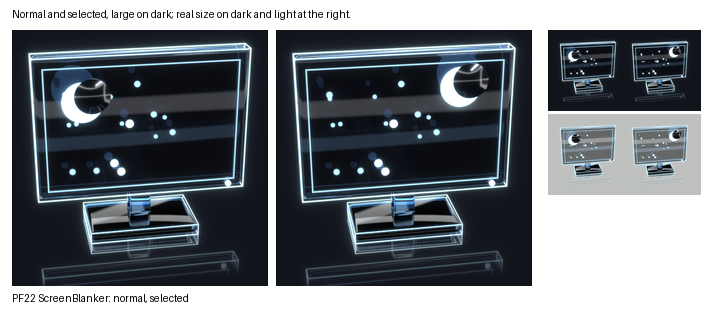 Normal and selected, large on dark; real size on dark and light at the right.
PF22 ScreenBlanker: normal, selected